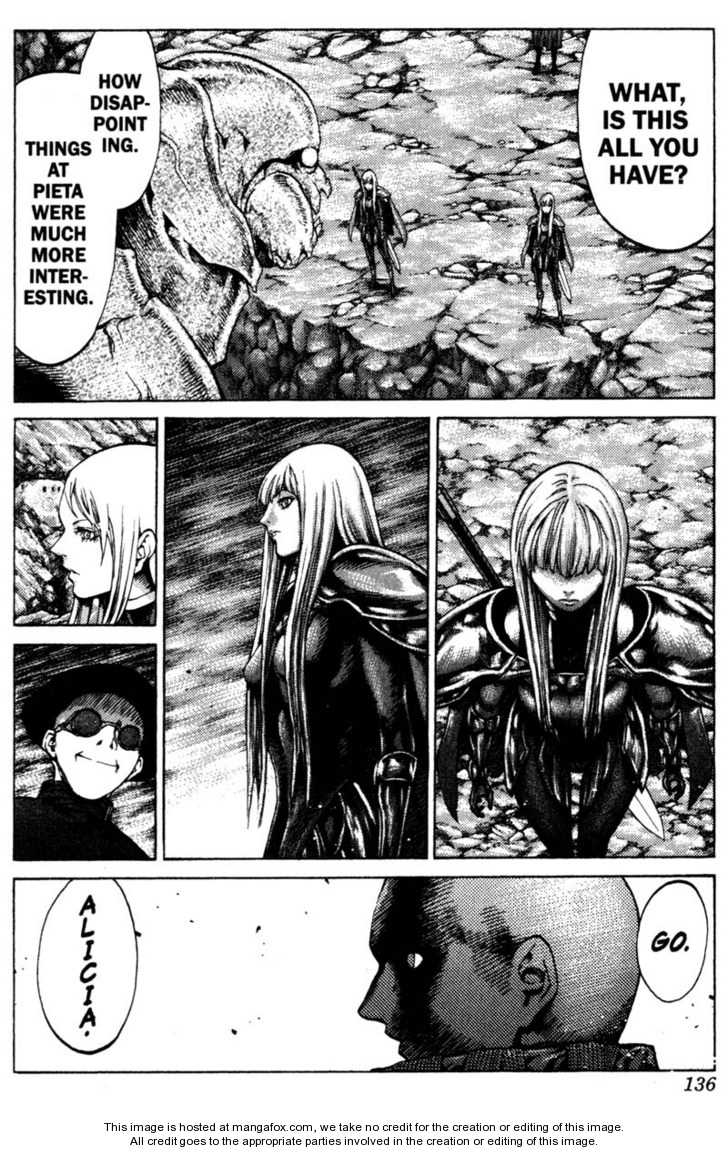 WHAT,
IS THIS
ALL YOU
HAVE?
HOW
DISAP-
POINT
ING.
THINGS
AT
PIETA
WERE
MUCH
MORE
INTER-
ESTING.
GO.
ALICIA.
136
This image is hosted at mangafox.com, we take no credit for the creation or editing of this image.
All credit goes to the appropriate parties involved in the creation or editing of this image.